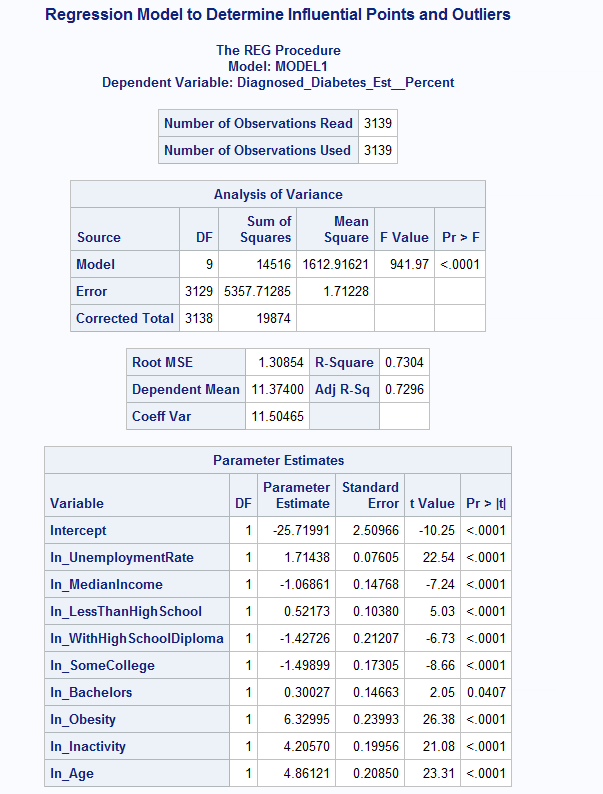 Regression Model to Determine Influential Points and Outliers
The REG Procedure
Model: MODEL1
Dependent Variable: Diagnosed_Diabetes_Est__Percent
Number of Observations Read 3139
Number of Observations Used 3139
Analysis of Variance
Source DF Sum of Squares Mean Square F Value Pr > F
Model 9 14516 1612.91621 941.97 <.0001
Error 3129 5357.71285 1.71228
Corrected Total 3138 19874
Root MSE 1.30854 R-Square 0.7304
Dependent Mean 11.37400 Adj R-Sq 0.7296
Coeff Var 11.50465
Parameter Estimates
Variable DF Parameter Estimate Standard Error t Value Pr > |t|
Intercept 1 -25.71991 2.50966 -10.25 <.0001
ln_UnemploymentRate 1 1.71438 0.07605 22.54 <.0001
ln_MedianIncome 1 -1.06861 0.14768 -7.24 <.0001
ln_LessThanHighSchool 1 0.52173 0.10380 5.03 <.0001
ln_WithHighSchoolDiploma 1 -1.42726 0.21207 -6.73 <.0001
ln_SomeCollege 1 -1.49899 0.17305 -8.66 <.0001
ln_Bachelors 1 0.30027 0.14663 2.05 0.0407
ln_Obesity 1 6.32995 0.23993 26.38 <.0001
ln_Inactivity 1 4.20570 0.19956 21.08 <.0001
ln_Age 1 4.86121 0.20850 23.31 <.0001